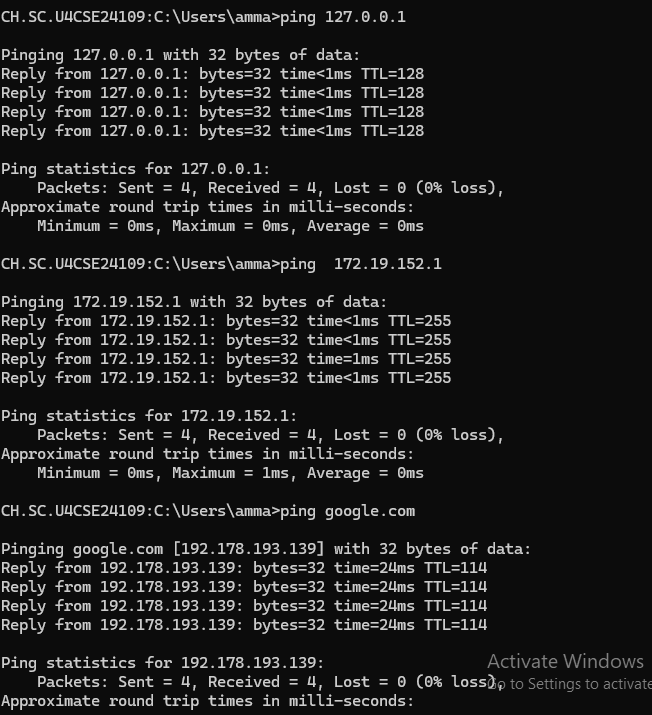 CH.SC.U4CSE24109:C:\Users\amma>ping 127.0.0.1

Pinging 127.0.0.1 with 32 bytes of data:
Reply from 127.0.0.1: bytes=32 time<1ms TTL=128
Reply from 127.0.0.1: bytes=32 time<1ms TTL=128
Reply from 127.0.0.1: bytes=32 time<1ms TTL=128
Reply from 127.0.0.1: bytes=32 time<1ms TTL=128

Ping statistics for 127.0.0.1:
    Packets: Sent = 4, Received = 4, Lost = 0 (0% loss),
Approximate round trip times in milli-seconds:
    Minimum = 0ms, Maximum = 0ms, Average = 0ms

CH.SC.U4CSE24109:C:\Users\amma>ping  172.19.152.1

Pinging 172.19.152.1 with 32 bytes of data:
Reply from 172.19.152.1: bytes=32 time<1ms TTL=255
Reply from 172.19.152.1: bytes=32 time<1ms TTL=255
Reply from 172.19.152.1: bytes=32 time=1ms TTL=255
Reply from 172.19.152.1: bytes=32 time<1ms TTL=255

Ping statistics for 172.19.152.1:
    Packets: Sent = 4, Received = 4, Lost = 0 (0% loss),
Approximate round trip times in milli-seconds:
    Minimum = 0ms, Maximum = 1ms, Average = 0ms

CH.SC.U4CSE24109:C:\Users\amma>ping google.com

Pinging google.com [192.178.193.139] with 32 bytes of data:
Reply from 192.178.193.139: bytes=32 time=24ms TTL=114
Reply from 192.178.193.139: bytes=32 time=24ms TTL=114
Reply from 192.178.193.139: bytes=32 time=24ms TTL=114
Reply from 192.178.193.139: bytes=32 time=24ms TTL=114

Ping statistics for 192.178.193.139:
    Packets: Sent = 4, Received = 4, Lost = 0 (0% loss),
Approximate round trip times in milli-seconds:
Activate Windows
Go to Settings to activate